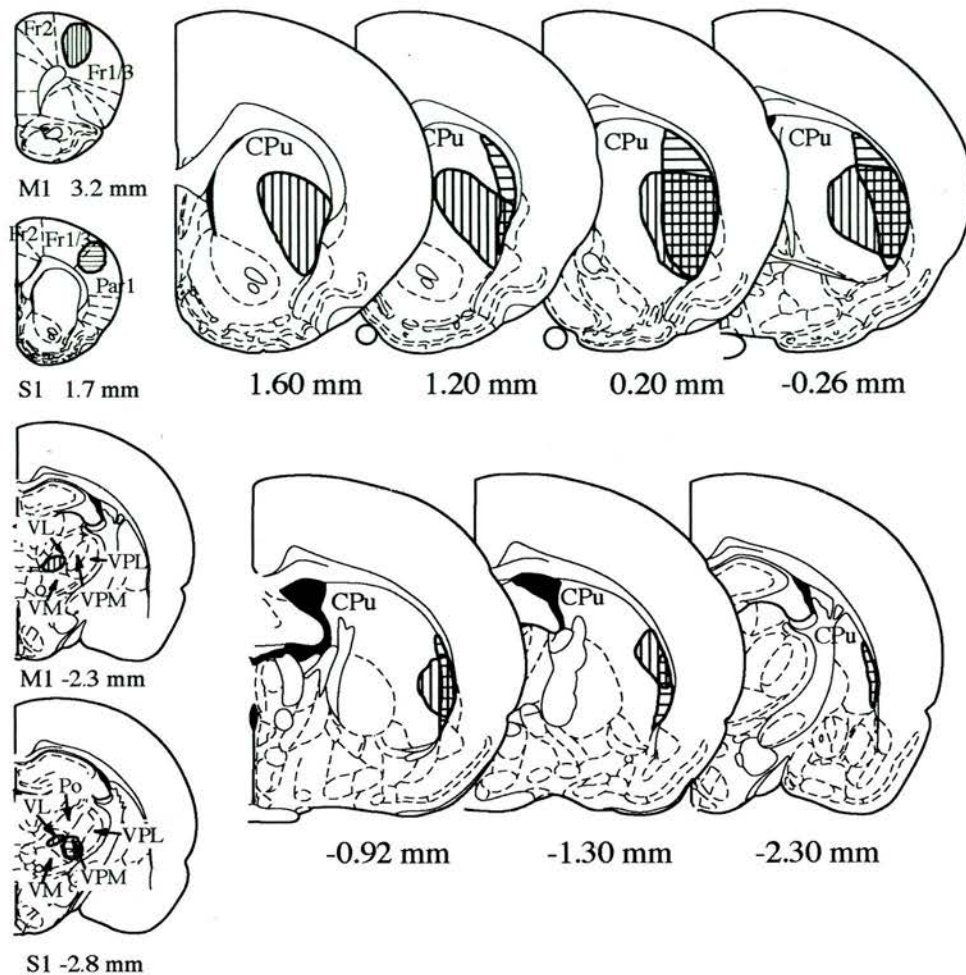 Fr2
Fr1/3
M1 3.2 mm
Fr2 Fr1/3
Par1
S1 1.7 mm
CPu
CPu
CPu
CPu
1.60 mm
1.20 mm
0.20 mm
-0.26 mm
VL
VPL
VM
VPM
M1 -2.3 mm
Po
VL
VPL
VM
VPM
S1 -2.8 mm
CPu
CPu
CPu
-0.92 mm
-1.30 mm
-2.30 mm